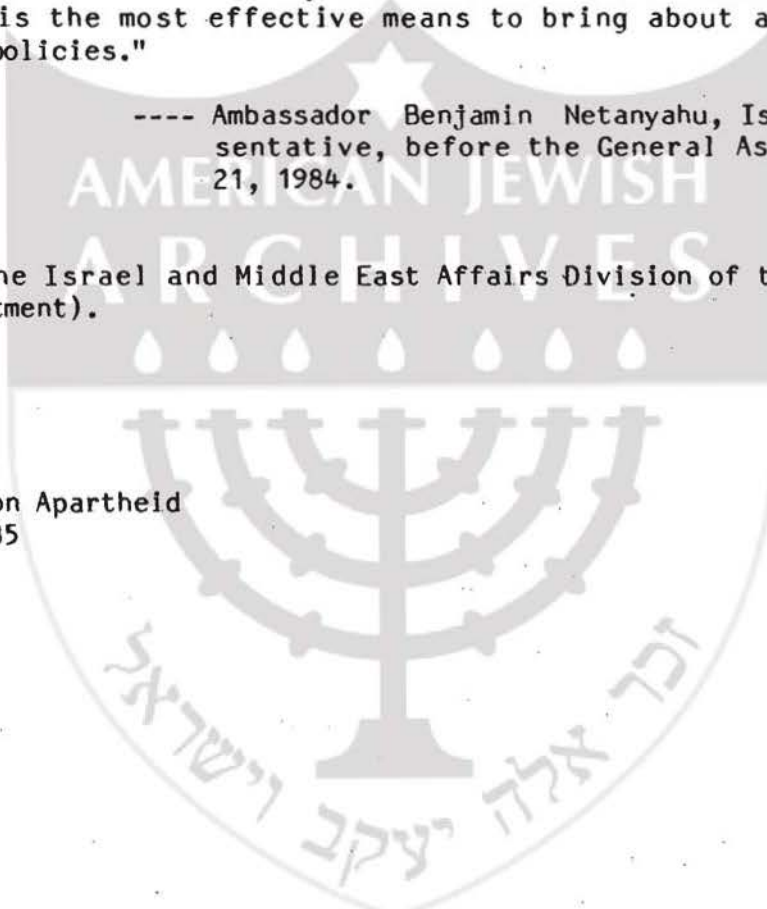 is the most effective means to bring about a
policies."
---- Ambassador Benjamin Netanyahu, Is
sentative, before the General As
21, 1984.
AMERICAN JEWISH
ARCHIVES
he Israel and Middle East Affairs Division of t
tment).
on Apartheid
35
זכר אלה יעקב וישראל